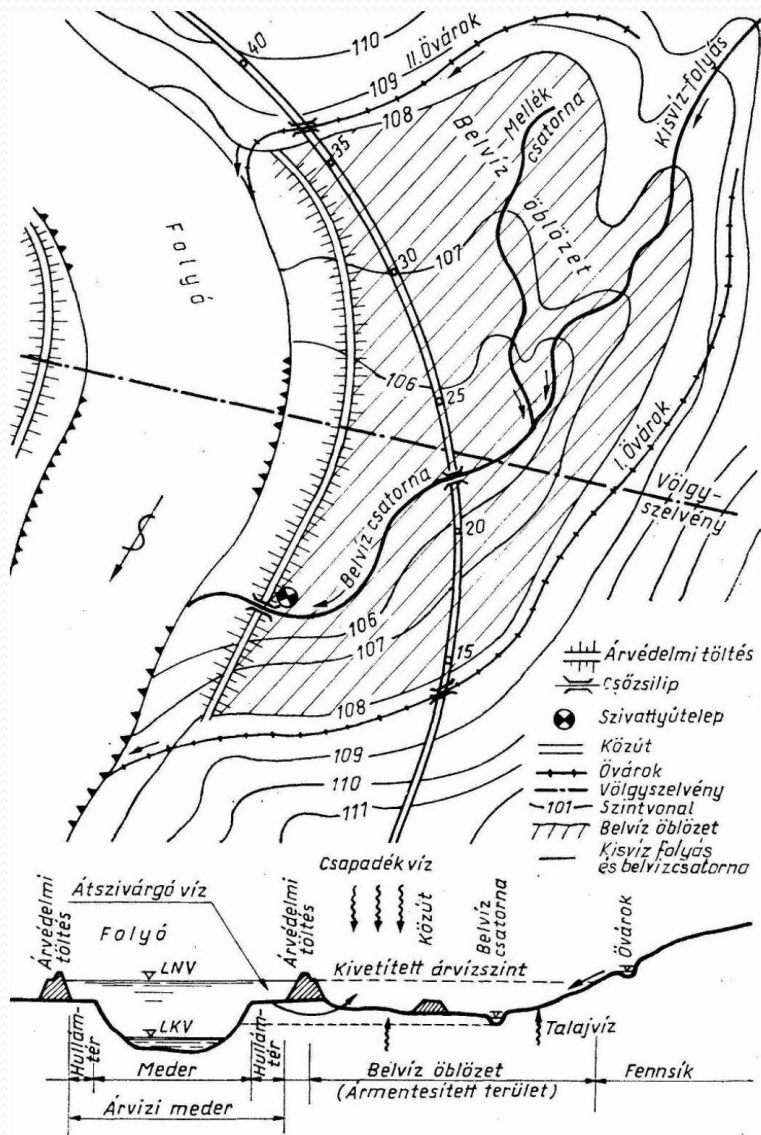 110
40
II. Övárok
109
108
35
Mellék
csatorna
Kisvíz-folyás
Belvíz
öblözet
Folyó
107
30
106
25
I. Övárok
Völgy-
szelvény
Belvíz csatorna
20
106
107
15
108
109
110
111
Árvédelmi töltés
Csőzsilip
Szivattyútelep
Közút
Övárok
Völgyszelvény
101 Szintvonal
Belvíz öblözet
Kisvíz folyás
és belvízcsatorna
Csapadék víz
Átszivárgó víz
Árvédelmi
töltés
Folyó
Árvédelmi
töltés
Közút
Belvíz
csatorna
Övárok
LNV
Kivetített árvízszint
LKV
Talajvíz
Hullám-
tér
Meder
Hullám-
tér
Belvíz öblözet
(Ármentesített terület)
Fennsík
Árvízi meder